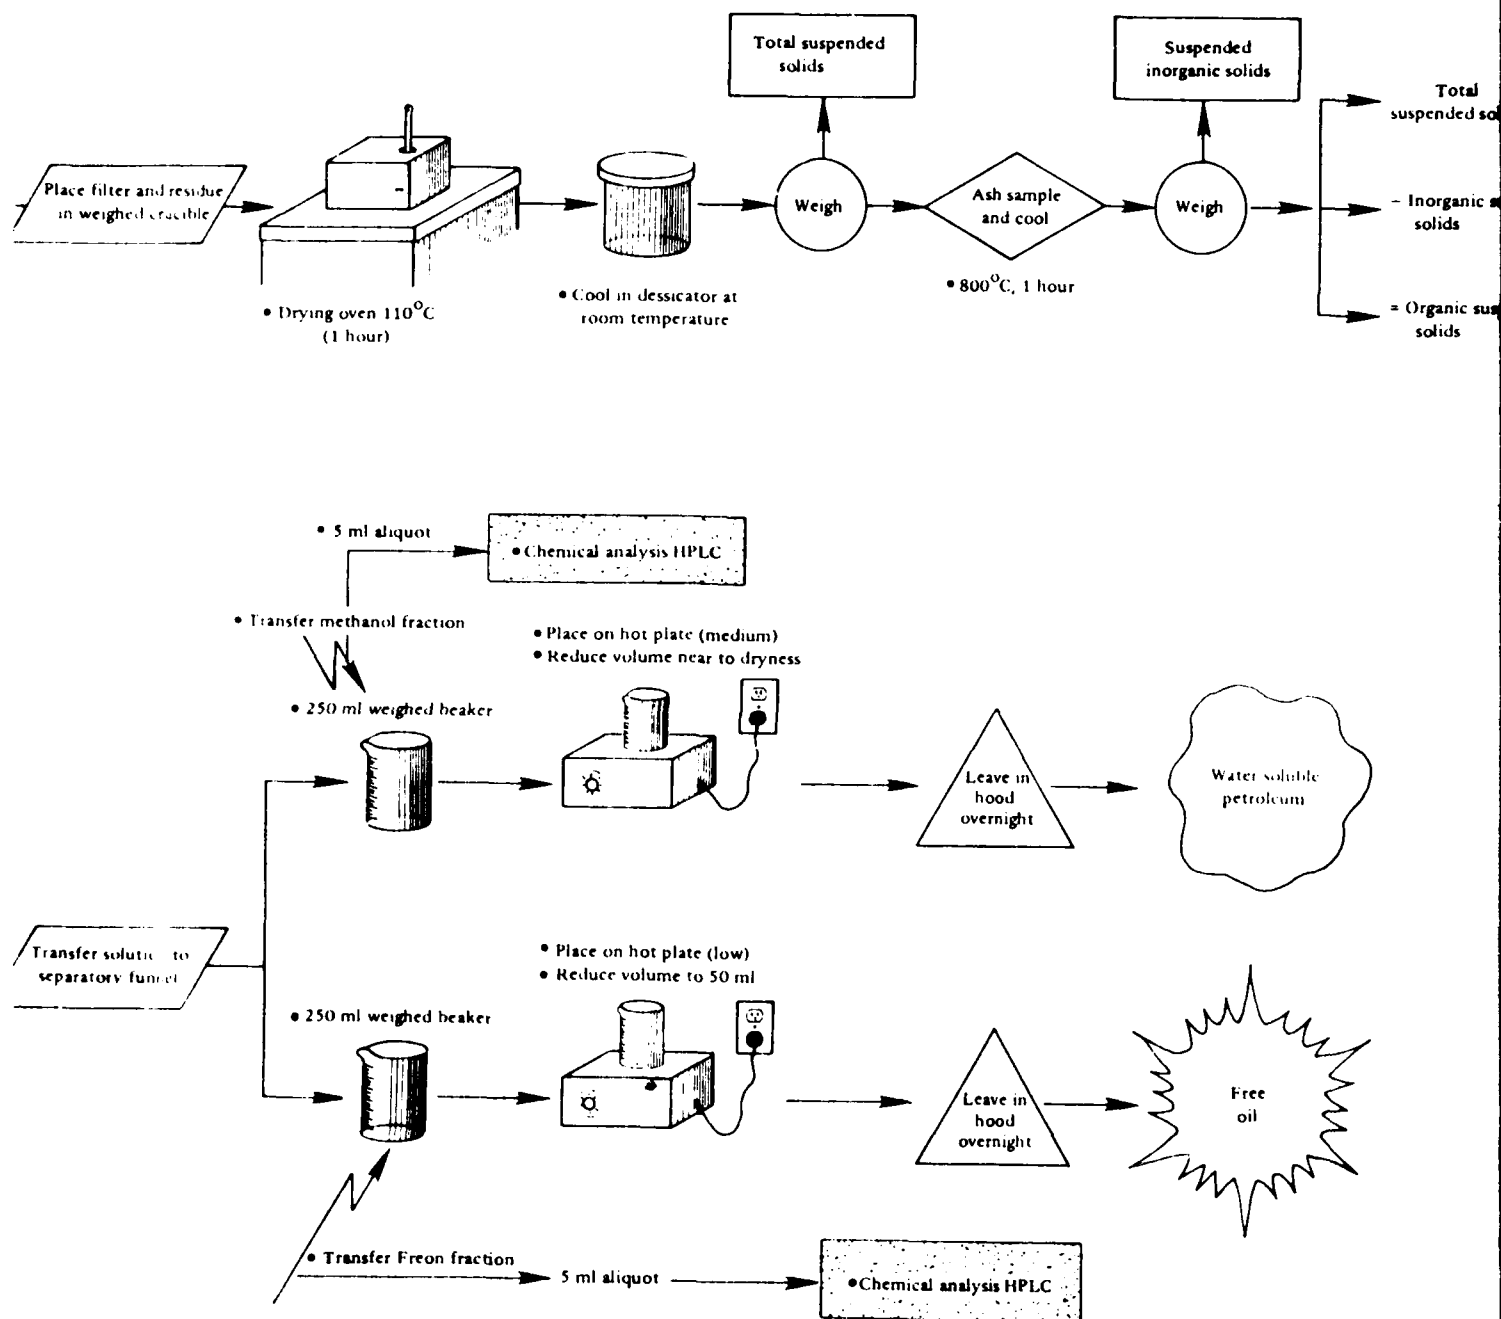 Total suspended
solids
Suspended
inorganic solids
Total
suspended sol
Place filter and residue
in weighed crucible
Weigh
Ash sample
and cool
Weigh
– Inorganic s
solids
• Drying oven 110°C
(1 hour)
• Cool in dessicator at
room temperature
• 800°C, 1 hour
= Organic sus
solids
• 5 ml aliquot
• Chemical analysis HPLC
• Transfer methanol fraction
• Place on hot plate (medium)
• Reduce volume near to dryness
• 250 ml weighed beaker
Leave in
hood
overnight
Water soluble
petroleum
Transfer to
separatory
• Place on hot plate (low)
• Reduce volume to 50 ml
• 250 ml weighed beaker
Leave in
hood
overnight
Free
oil
• Transfer Freon fraction
5 ml aliquot
• Chemical analysis HPLC